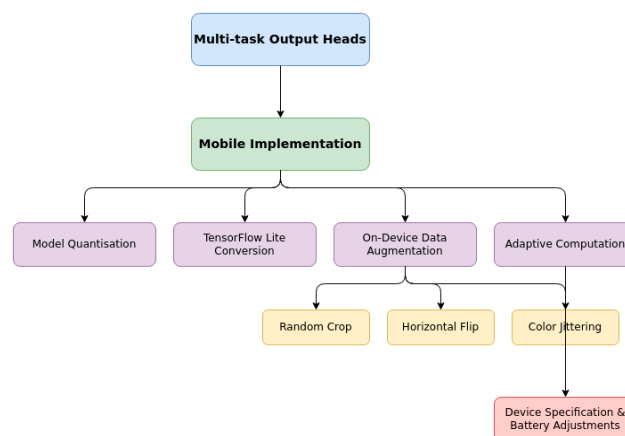 Multi-task Output Heads
Mobile Implementation
Model Quantisation
TensorFlow Lite
Conversion
On-Device Data
Augmentation
Adaptive Computation
Random Crop
Horizontal Flip
Color Jittering
Device Specification &
Battery Adjustments